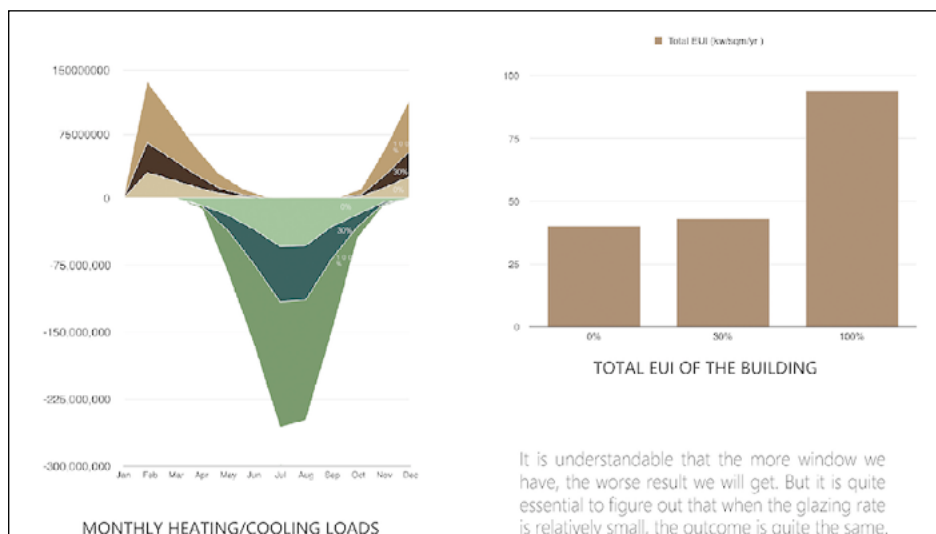 Total EUI (kw/sqm/yr )
150000000
75000000
0
-75.000,000
-150.000,000
-225.000,000
-300.000,000
100%
30%
0%
0%
30%
100%
Jan Feb Mar Apr May Jun Jul Aug Sep Oct Nov Dec
MONTHLY HEATING/COOLING LOADS
100
75
50
25
0
0% 30% 100%
TOTAL EUI OF THE BUILDING
It is understandable that the more window we
have, the worse result we will get. But it is quite
essential to figure out that when the glazing rate
is relatively small, the outcome is quite the same.